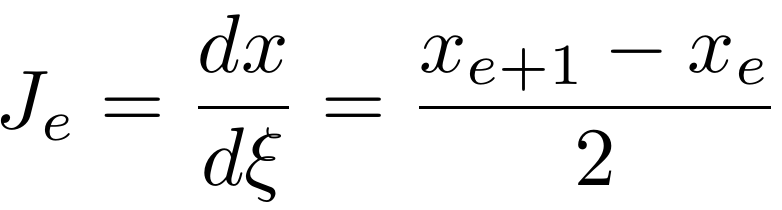 J_e = \frac{dx}{d\xi} = \frac{x_{e+1} - x_e}{2}